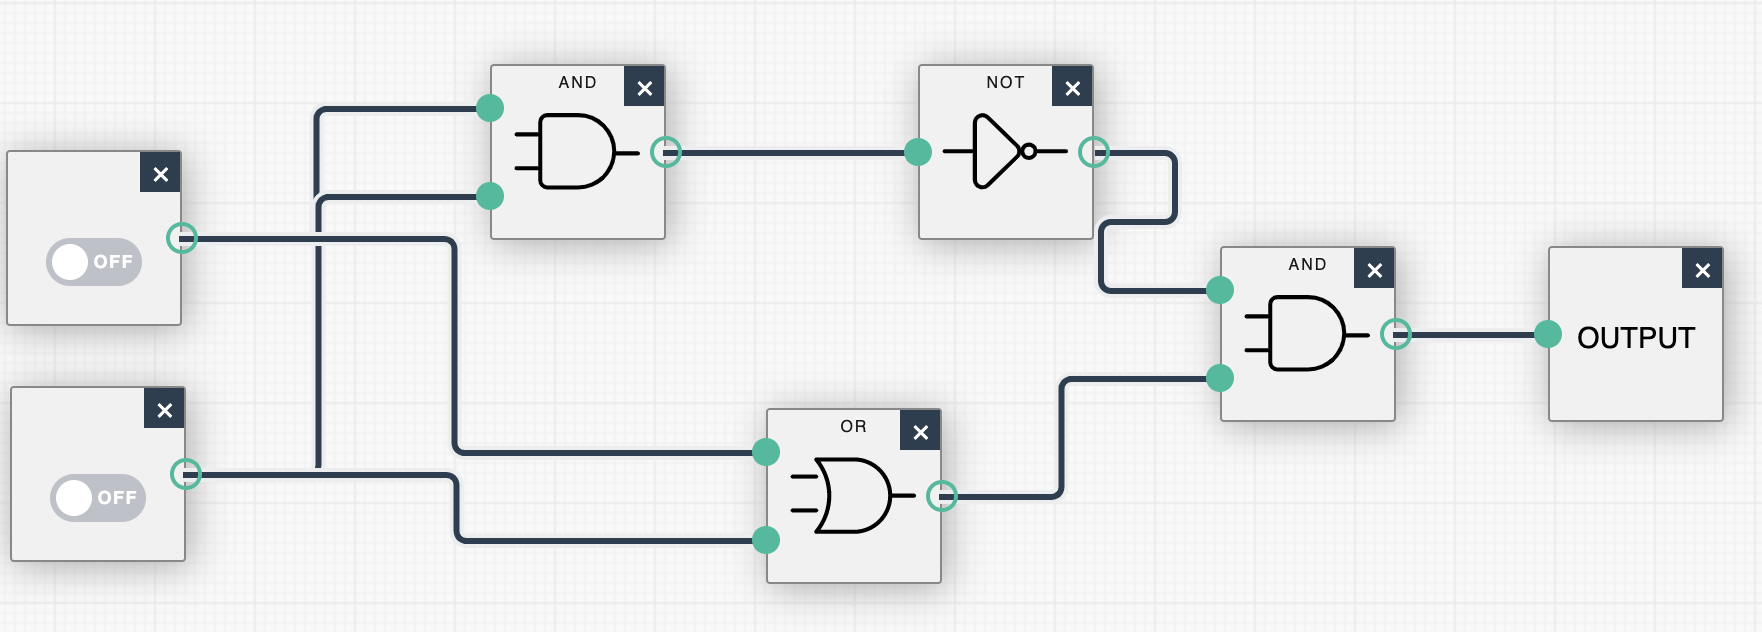 AND
NOT
OFF
AND
OUTPUT
OR
OFF